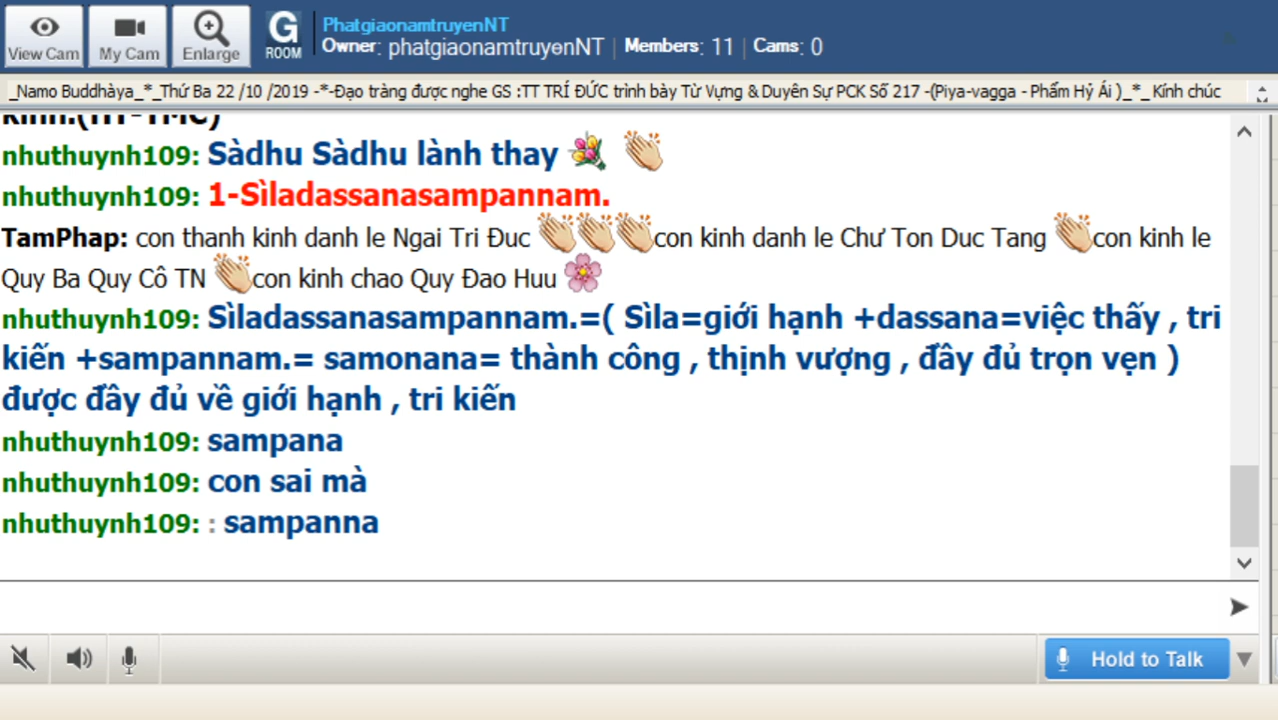 View Cam
My Cam
Enlarge
G
ROOM
PhatgiaonamtruyenNT
Owner: phatgiaonamtruyenNT | Members: 11 | Cams: 0
_Namo Buddhàya_*_Thứ Ba 22 /10 /2019 -*-Đạo tràng được nghe GS :TT TRÍ ĐỨC trình bày Từ Vựng & Duyên Sự PCK Số 217 -(Piya-vagga - Phẩm Hỷ Ái )_*_ Kính chúc
kính.(TH-TMC)
nhuthuynh109: Sàdhu Sàdhu lành thay
nhuthuynh109: 1-Sìladassanasampannam.
TamPhap: con thanh kinh danh le Ngai Tri Đuc con kinh danh le Chư Ton Duc Tang con kinh le
Quy Ba Quy Cô TN con kinh chao Quy Đao Huu
nhuthuynh109: Sìladassanasampannam.=( Sìla=giới hạnh +dassana=việc thấy , tri
kiến +sampannam.= samonana= thành công , thịnh vượng , đầy đủ trọn vẹn )
được đầy đủ về giới hạnh , tri kiến
nhuthuynh109: sampana
nhuthuynh109: con sai mà
nhuthuynh109: : sampanna
Hold to Talk